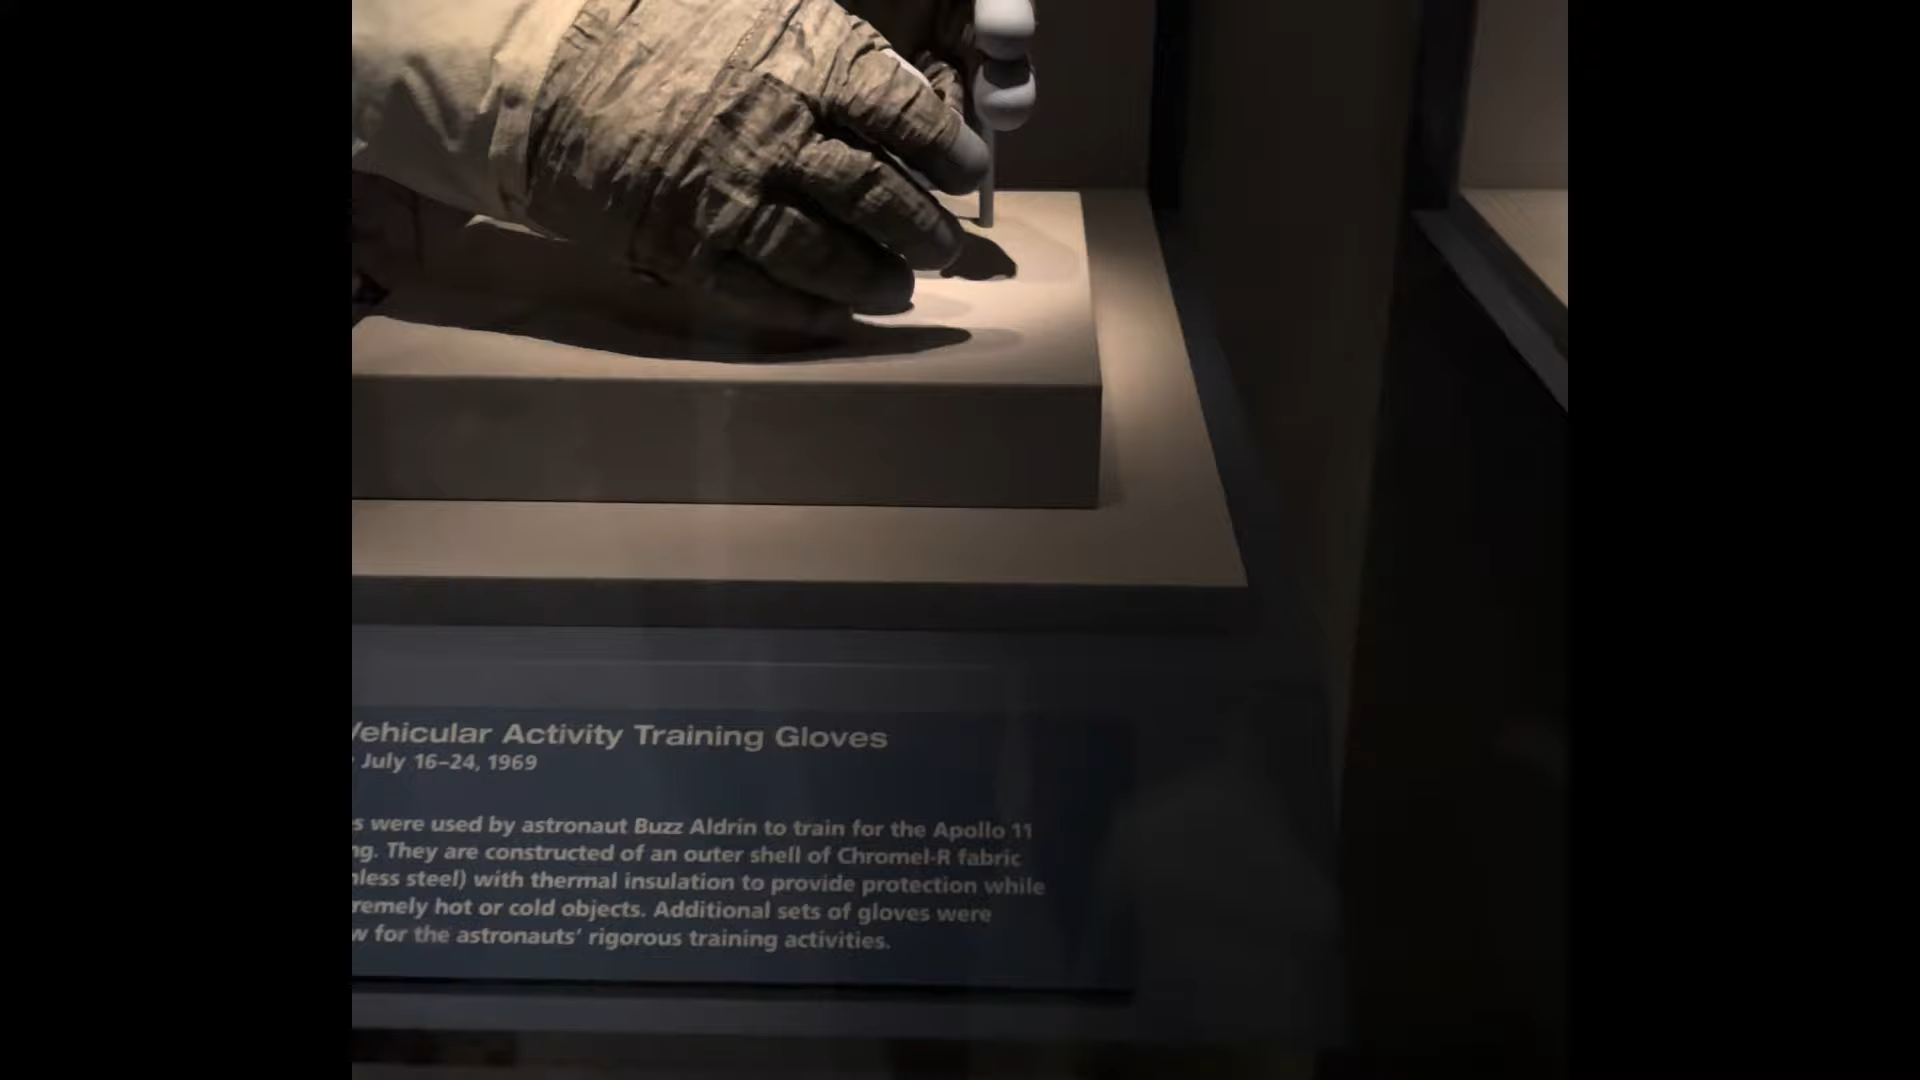 Vehicular Activity Training Gloves
July 16–24, 1969
s were used by astronaut Buzz Aldrin to train for the Apollo 11
ng. They are constructed of an outer shell of Chromel-R fabric
nless steel) with thermal insulation to provide protection while
remely hot or cold objects. Additional sets of gloves were
w for the astronauts’ rigorous training activities.